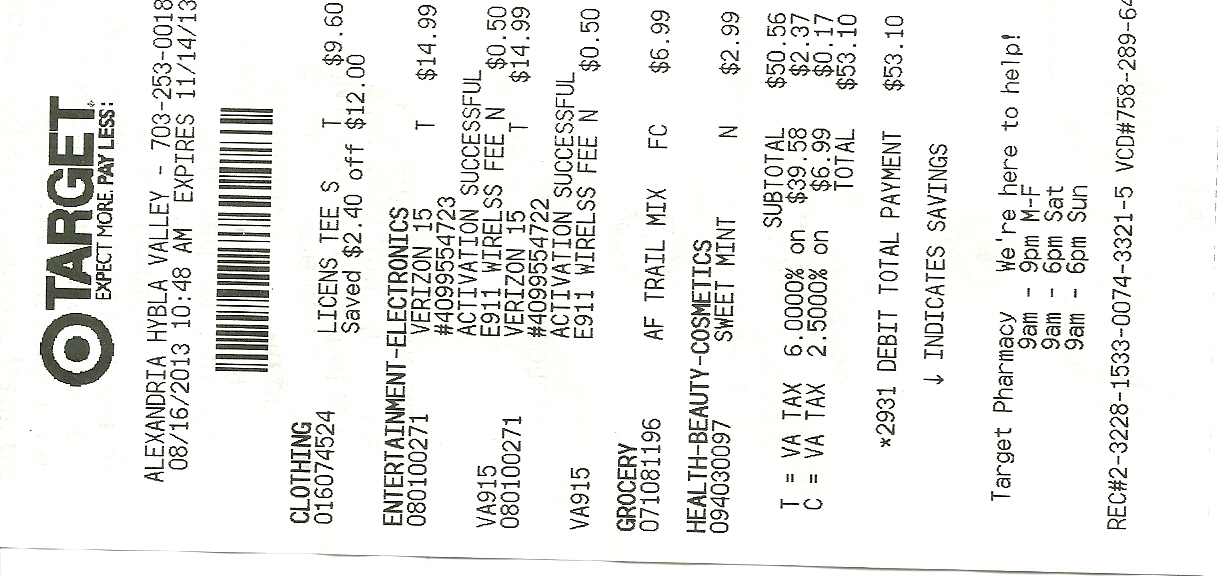 TARGET
EXPECT MORE. PAY LESS.®
ALEXANDRIA HYBLA VALLEY - 703-253-0018
08/16/2013 10:48 AM EXPIRES 11/14/13
CLOTHING
016074524 LICENS TEE S T $9.60
Saved $2.40 off $12.00
ENTERTAINMENT-ELECTRONICS
080100271 VERIZON 15 T $14.99
#4099554723
ACTIVATION SUCCESSFUL
VA915 E911 WIRELSS FEE N $0.50
080100271 VERIZON 15 T $14.99
#4099554722
ACTIVATION SUCCESSFUL
VA915 E911 WIRELSS FEE N $0.50
GROCERY
071081196 AF TRAIL MIX FC $6.99
HEALTH-BEAUTY-COSMETICS
094030097 SWEET MINT N $2.99
SUBTOTAL $50.56
T = VA TAX 6.0000% on $39.58 $2.37
C = VA TAX 2.5000% on $6.99 $0.17
TOTAL $53.10
*2931 DEBIT TOTAL PAYMENT $53.10
↓ INDICATES SAVINGS
Target Pharmacy We're here to help!
9am - 9pm M-F
9am - 6pm Sat
9am - 6pm Sun
REC#2-3228-1533-0074-3321-5 VCD#758-289-64